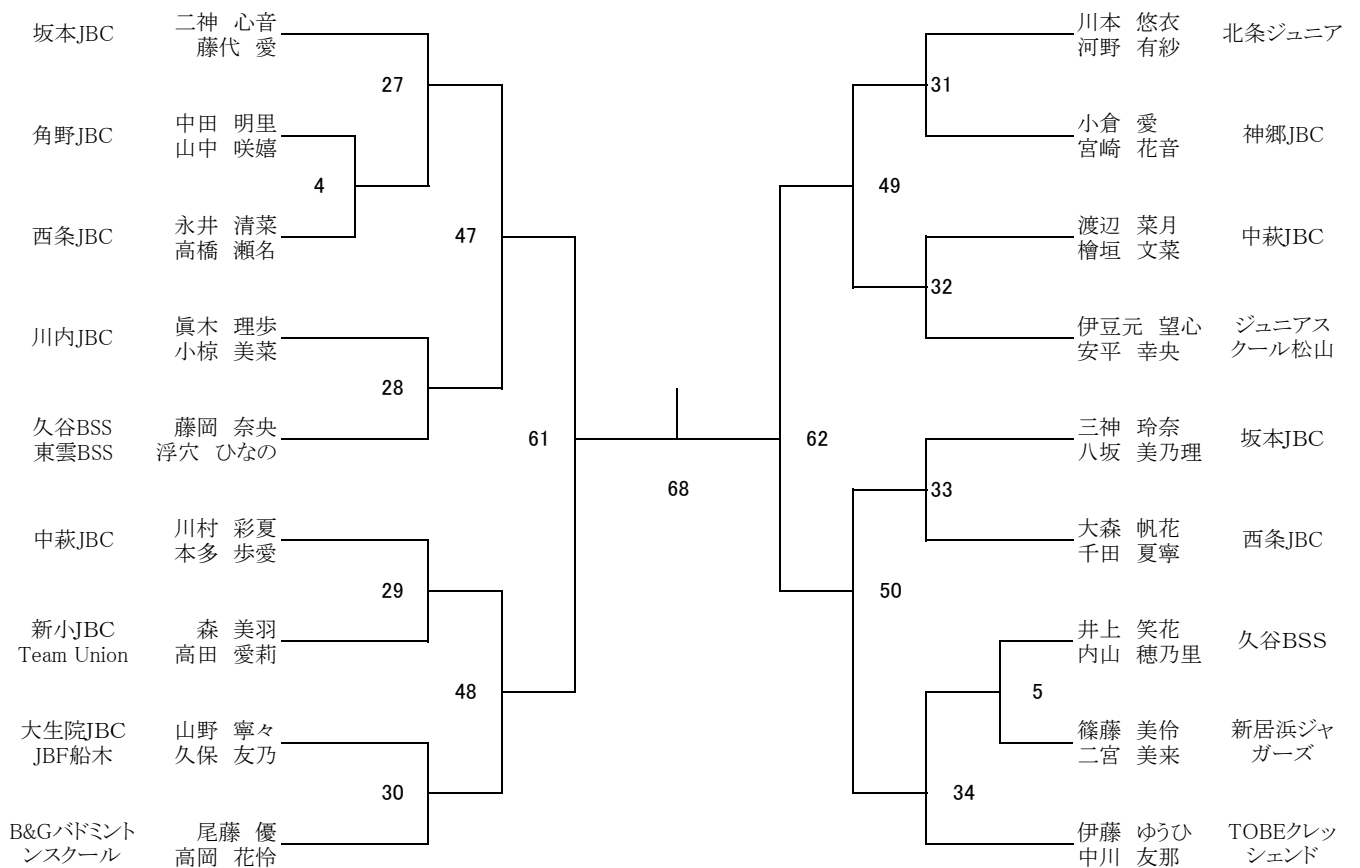 坂本JBC 二神 心音
藤代 愛
27
角野JBC 中田 明里
山中 咲嬉
4
西条JBC 永井 清菜
高橋 瀬名
47
川内JBC 眞木 理歩
小椋 美菜
28
久谷BSS 藤岡 奈央
東雲BSS 浮穴 ひなの
61
中萩JBC 川村 彩夏
本多 歩愛
29
新小JBC 森 美羽
Team Union 高田 愛莉
48
大生院JBC 山野 寧々
JBF船木 久保 友乃
30
B&Gバドミント 尾藤 優
ンスクール 高岡 花怜
68
川本 悠衣 北条ジュニア
河野 有紗
31
小倉 愛 神郷JBC
宮崎 花音
49
渡辺 菜月 中萩JBC
檜垣 文菜
32
伊豆元 望心 ジュニアス
安平 幸央 クール松山
62
三神 玲奈 坂本JBC
八坂 美乃理
33
大森 帆花 西条JBC
千田 夏寧
50
井上 笑花 久谷BSS
内山 穂乃里
5
篠藤 美伶 新居浜ジャ
二宮 美来 ガーズ
34
伊藤 ゆうひ TOBEクレッ
中川 友那 シェンド